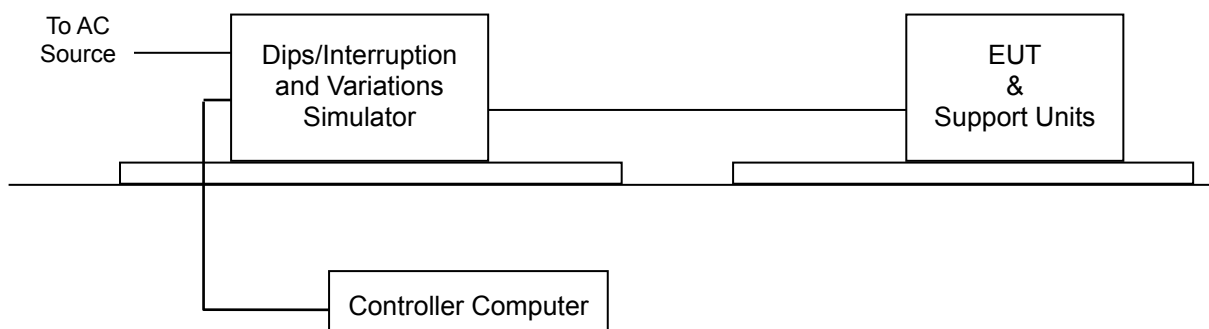 To AC
Source
Dips/Interruption
and Variations
Simulator
EUT
&
Support Units
Controller Computer